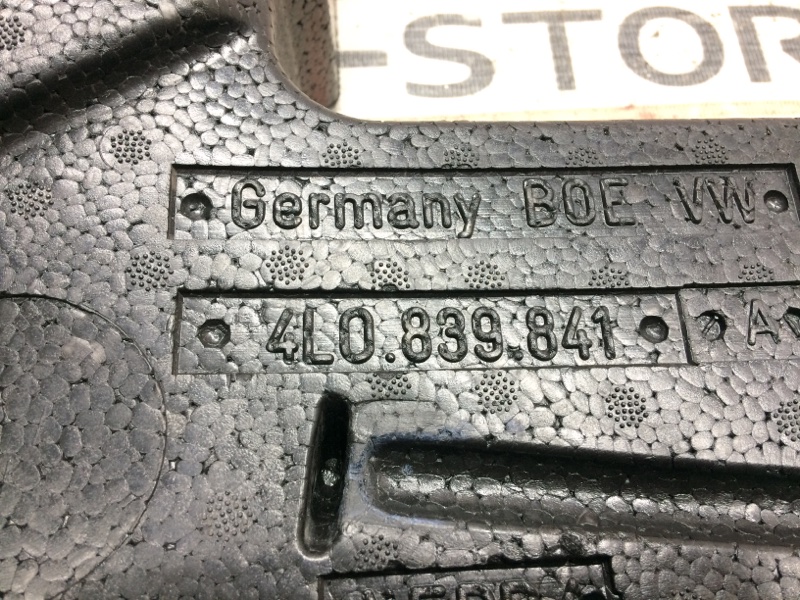 -STOR
Germany BOE VW
4L0.839.841 A